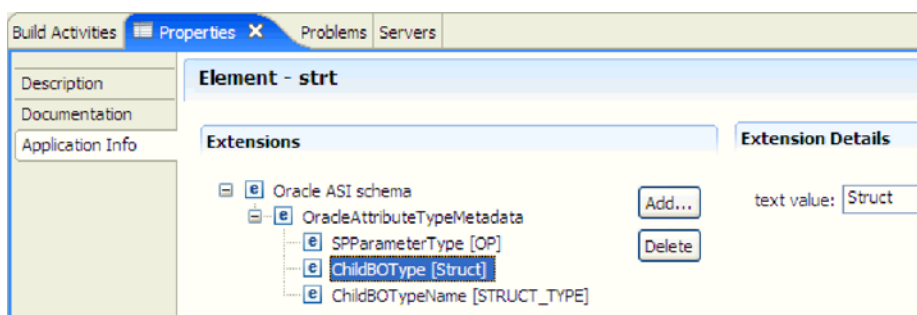 Build Activities Properties Problems Servers
Element - strt
Description
Documentation
Application Info
Extensions
Extension Details
Oracle ASI schema
Add...
text value: Struct
OracleAttributeTypeMetadata
SPParameterType [OP]
Delete
ChildBOType [Struct]
ChildBOTypeName [STRUCT_TYPE]